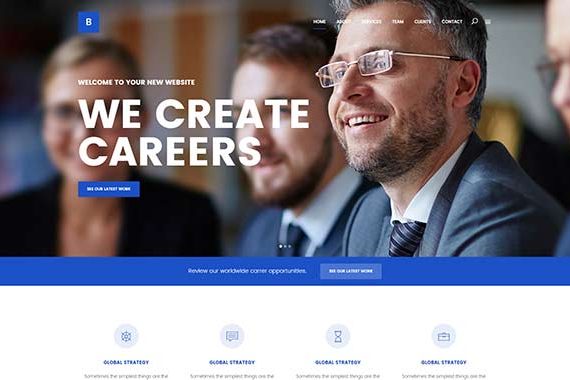 B
HOME ABOUT SERVICES TEAM CLIENTS CONTACT
WELCOME TO YOUR NEW WEBSITE
WE CREATE
CAREERS
SEE OUR LATEST WORK
Review our worldwide carrer opportunities.
SEE OUR LATEST WORK
GLOBAL STRATEGY GLOBAL STRATEGY GLOBAL STRATEGY GLOBAL STRATEGY
Sometimes the simplest things are the Sometimes the simplest things are the Sometimes the simplest things are the Sometimes the simplest things are the